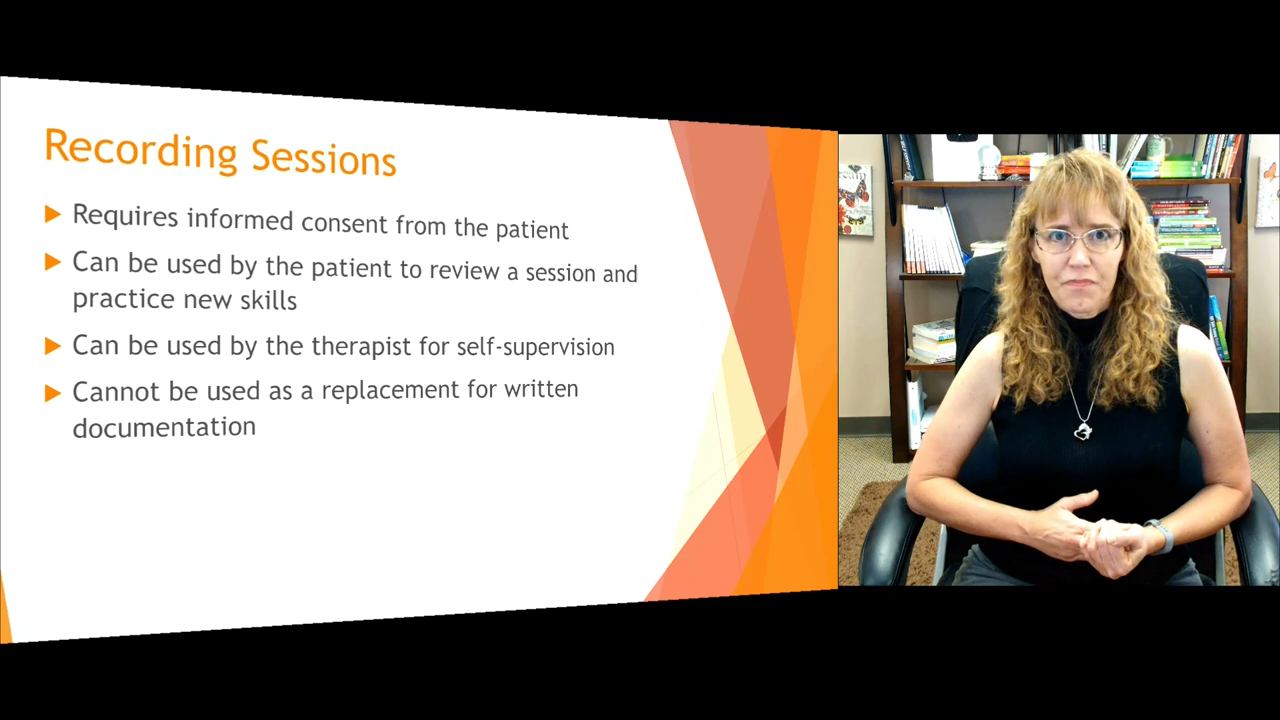 Recording Sessions
Requires informed consent from the patient
Can be used by the patient to review a session and
practice new skills
Can be used by the therapist for self-supervision
Cannot be used as a replacement for written
documentation